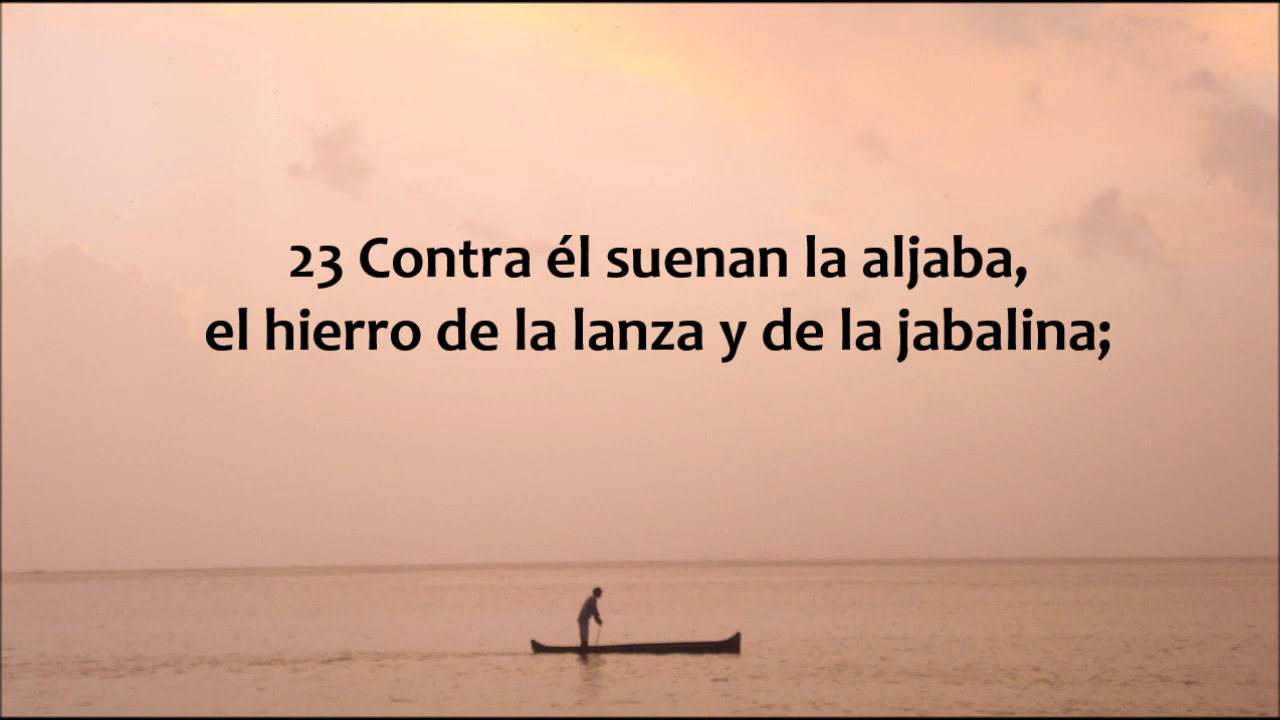 23 Contra él suenan la aljaba,
el hierro de la lanza y de la jabalina;